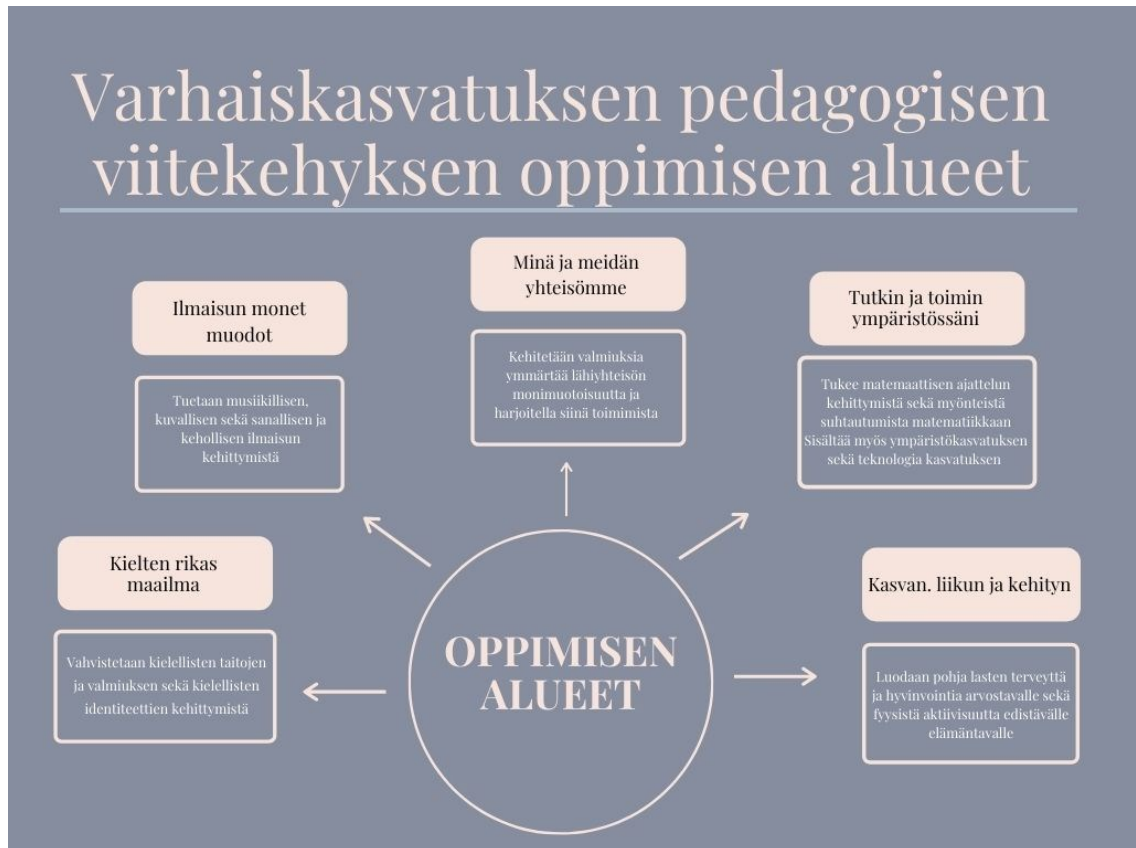 Varhaiskasvatuksen pedagogisen
viitekehyksen oppimisen alueet
Minä ja meidän
yhteisömme
Kehitetään valmiuksia
ymmärtää lähiyhteisön
monimuotoisuutta ja
harjoitella siinä toimimista
Ilmaisun monet
muodot
Tuetaan musiikillisen,
kuvallisen sekä sanallisen ja
kehollisen ilmaisun
kehittymistä
Tutkin ja toimin
ympäristössäni
Tukee matemaattisen ajattelun
kehittymistä sekä myönteistä
suhtautumista matematiikkaan
Sisältää myös ympäristökasvatuksen
sekä teknologia kasvatuksen
Kielten rikas
maailma
Vahvistetaan kielellisten taitojen
ja valmiuksen sekä kielellisten
identiteettien kehittymistä
Kasvan. liikun ja kehityn
Luodaan pohja lasten terveyttä
ja hyvinvointia arvostavalle sekä
fyysistä aktiivisuutta edistävälle
elämäntavalle
OPPIMISEN
ALUEET